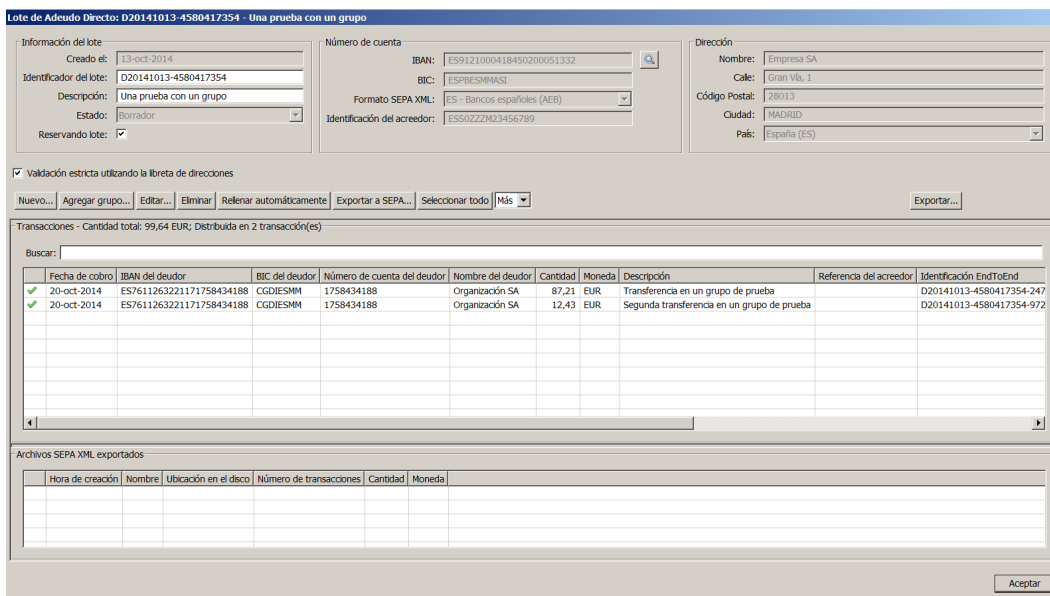 Lote de Adeudo Directo: D20141013-4580417354 - Una prueba con un grupo
Información del lote
Creado el: 13-oct-2014
Identificador del lote: D20141013-4580417354
Descripción: Una prueba con un grupo
Estado: Borrador
Reservando lote:
Número de cuenta
IBAN: ES9121000418450200051332
BIC: ESPBESMMASI
Formato SEPA XML: ES - Bancos españoles (AEB)
Identificación del acreedor: ES50ZZZM23456789
Dirección
Nombre: Empresa SA
Calle: Gran Vía, 1
Código Postal: 28013
Ciudad: MADRID
País: España (ES)
Validación estricta utilizando la libreta de direcciones
Nuevo... Agregar grupo... Editar... Eliminar Rellenar automáticamente Exportar a SEPA... Seleccionar todo Más Exportar...
Transacciones - Cantidad total: 99,64 EUR; Distribuida en 2 transacción(es)
Buscar:
Fecha de cobro IBAN del deudor BIC del deudor Número de cuenta del deudor Nombre del deudor Cantidad Moneda Descripción Referencia del acreedor Identificación EndToEnd
20-oct-2014 ES7611263221171758434188 CGDIESMM 1758434188 Organización SA 87,21 EUR Transferencia en un grupo de prueba D20141013-4580417354-247
20-oct-2014 ES7611263221171758434188 CGDIESMM 1758434188 Organización SA 12,43 EUR Segunda transferencia en un grupo de prueba D20141013-4580417354-972
Archivos SEPA XML exportados
Hora de creación Nombre Ubicación en el disco Número de transacciones Cantidad Moneda
Aceptar